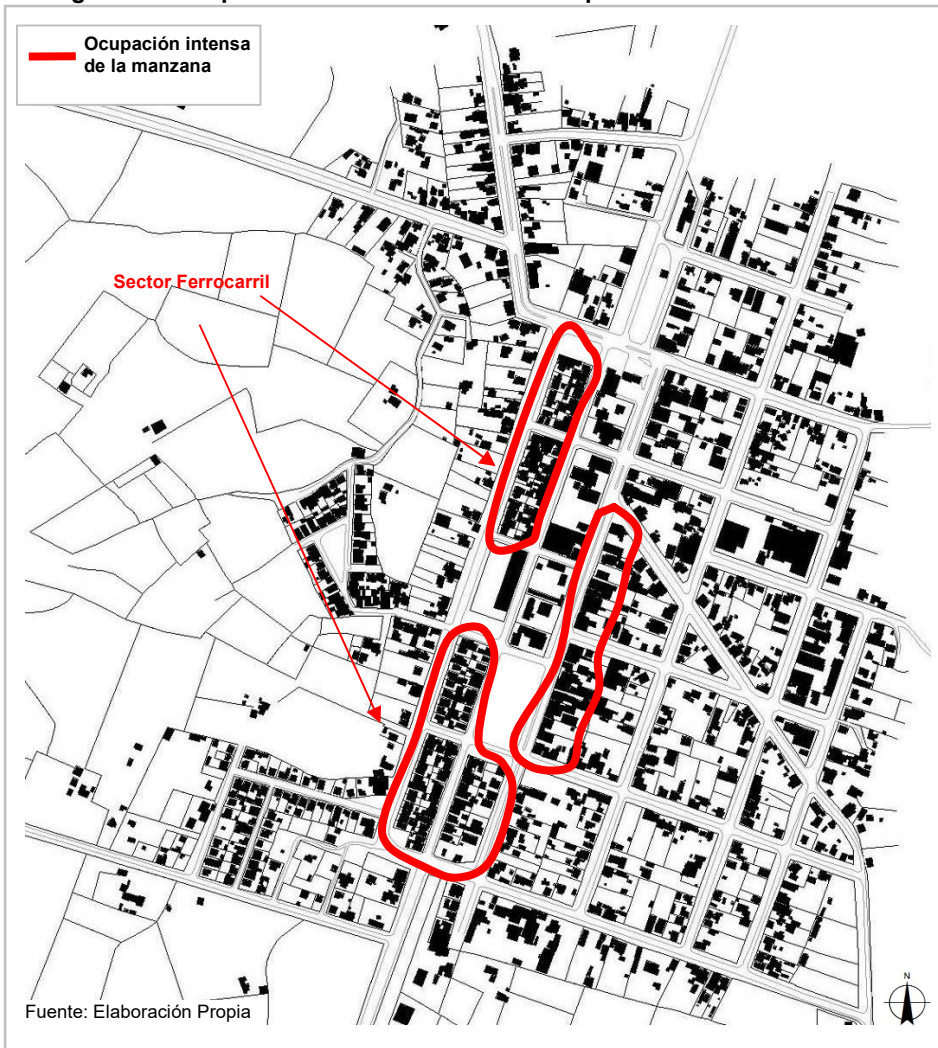 Ocupación intensa
de la manzana
Sector Ferrocarril
N
Fuente: Elaboración Propia